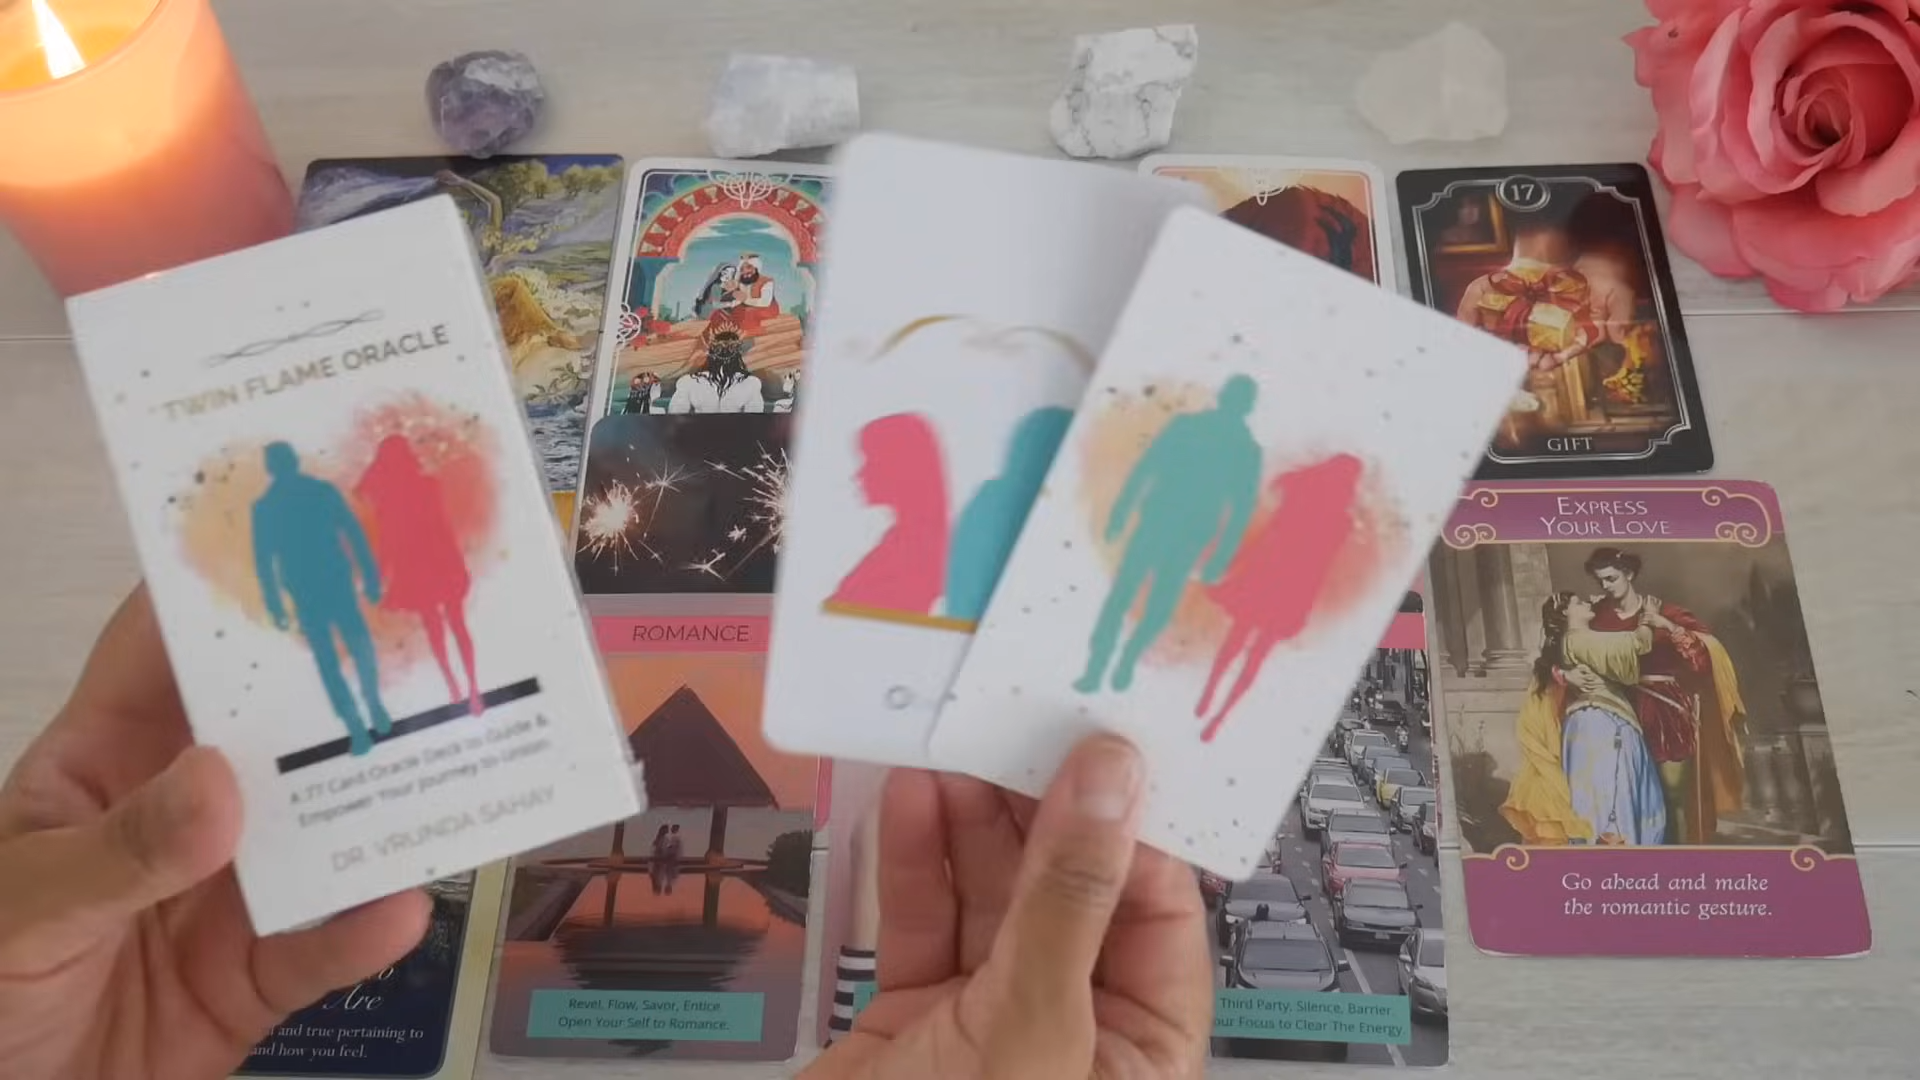 TWIN FLAME ORACLE
A 77 Card Oracle Deck to Guide &
Empower Your Journey to Union
DR. VRUNDA SAHAY
17
GIFT
EXPRESS
YOUR LOVE
Go ahead and make
the romantic gesture.
ROMANCE
Revel, Flow, Savor, Entice.
Open Your Self to Romance.
Third Party, Silence, Barrier.
our Focus to Clear The Energy.
Are
and true pertaining to
and how you feel.